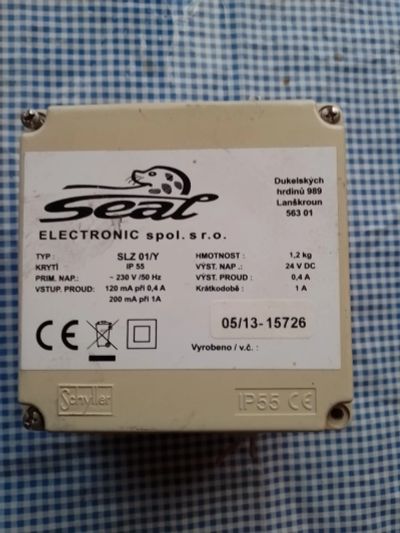 Seal
ELECTRONIC spol. s r.o.
Dukelských
hrdinů 989
Lanškroun
563 01
TYP : SLZ 01/Y
KRYTÍ IP 55
PRIM. NAP.: ~ 230 V /50 Hz
VSTUP. PROUD: 120 mA při 0,4 A
200 mA při 1A
HMOTNOST : 1,2 kg
VÝST. NAP.: 24 V DC
VÝST. PROUD : 0,4 A
Krátkodobě : 1 A
CE
05/13-15726
Vyrobeno / v.č. :
Schyller
IP55 CE